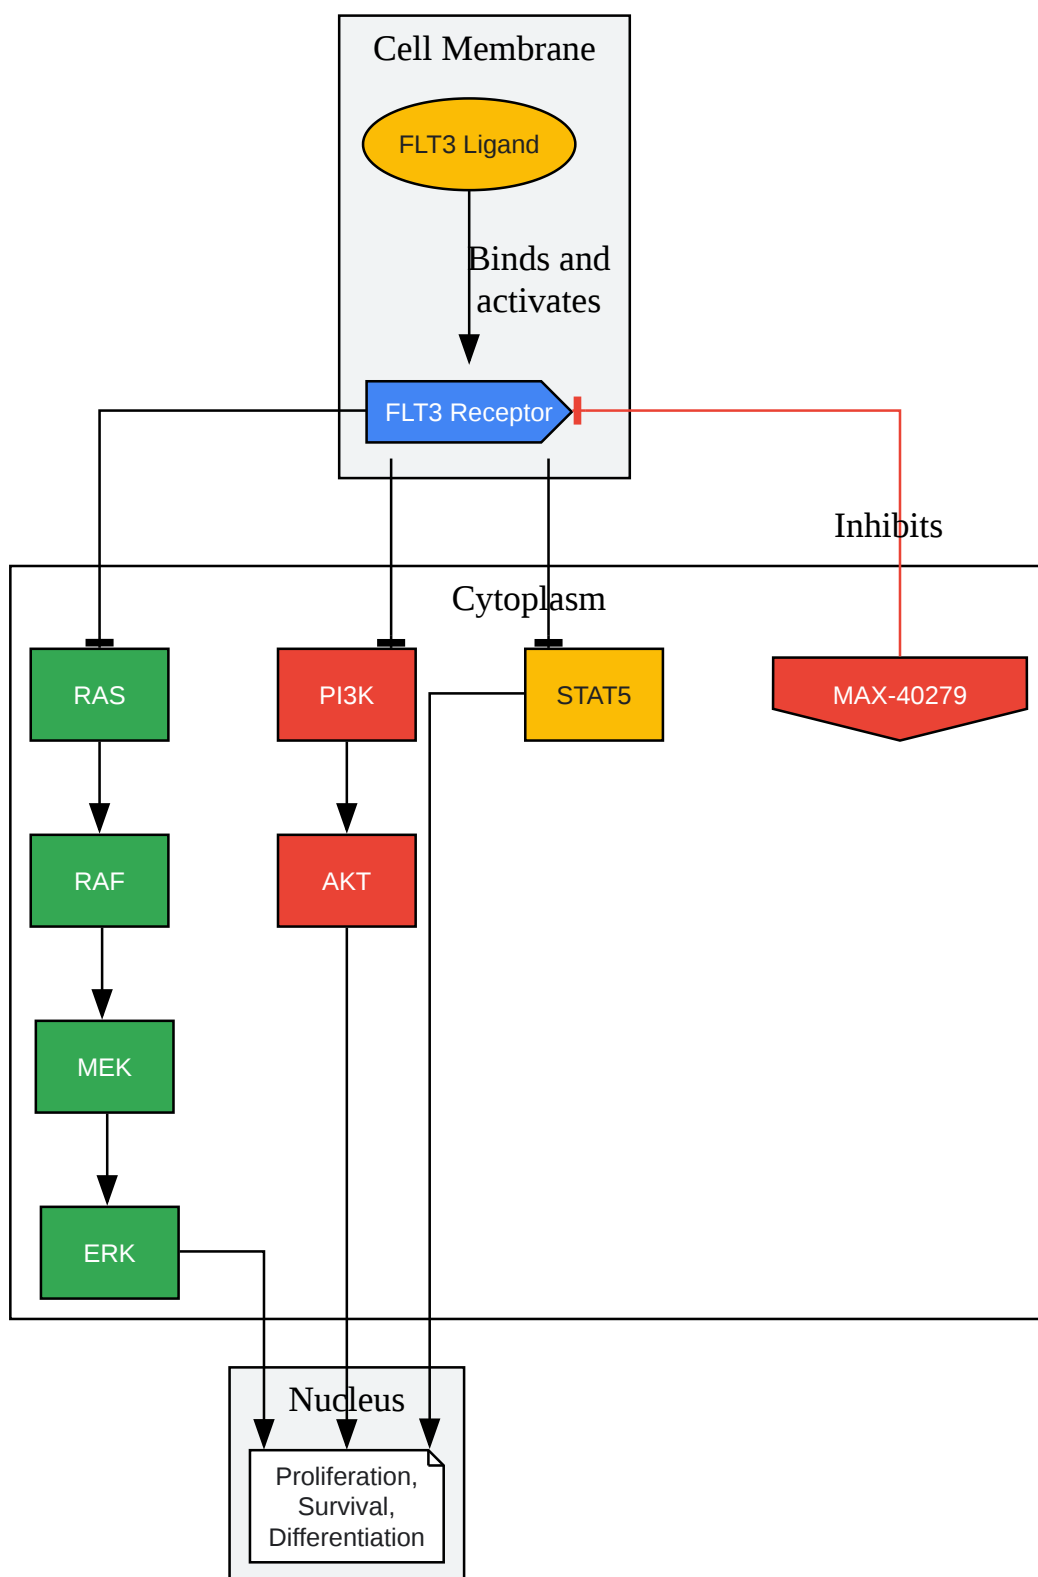 Cell Membrane
FLT3 Ligand
Binds and
activates
FLT3 Receptor
Inhibits
Cytoplasm
RAS
PI3K
STAT5
MAX-40279
RAF
AKT
MEK
ERK
Nucleus
Proliferation,
Survival,
Differentiation